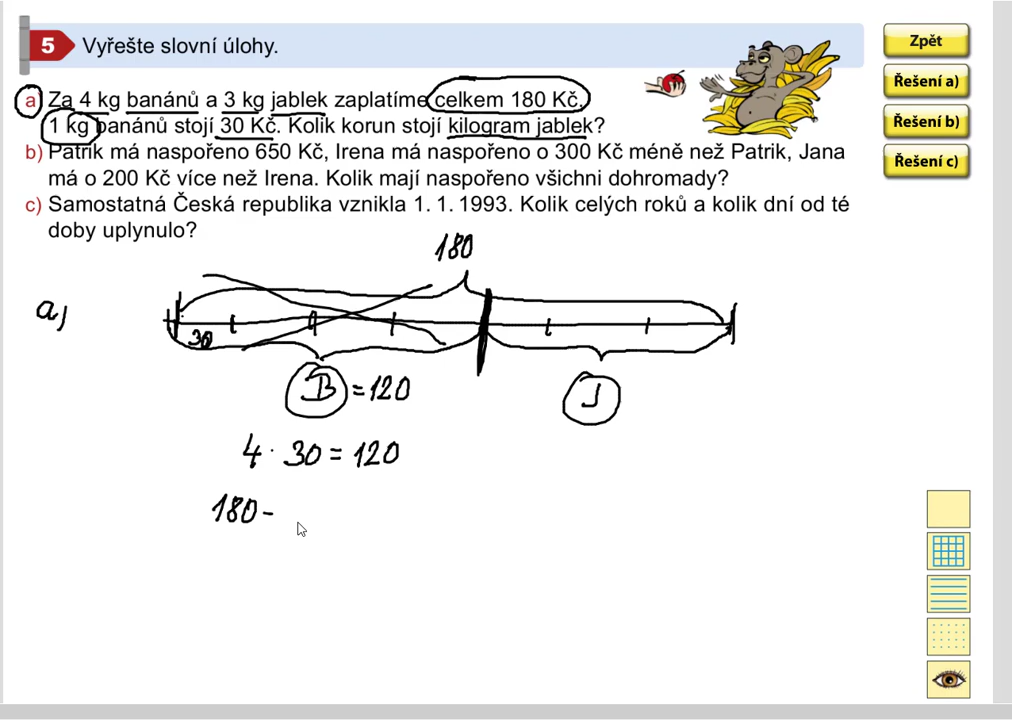 5 Vyřešte slovní úlohy.
a) Za 4 kg banánů a 3 kg jablek zaplatíme celkem 180 Kč.
1 kg banánů stojí 30 Kč. Kolik korun stojí kilogram jablek?
b) Patrik má naspořeno 650 Kč, Irena má naspořeno o 300 Kč méně než Patrik, Jana
má o 200 Kč více než Irena. Kolik mají naspořeno všichni dohromady?
c) Samostatná Česká republika vznikla 1. 1. 1993. Kolik celých roků a kolik dní od té
doby uplynulo?
Zpět
Řešení a)
Řešení b)
Řešení c)
180
a)
30
B = 120
J
4 · 30 = 120
180 -